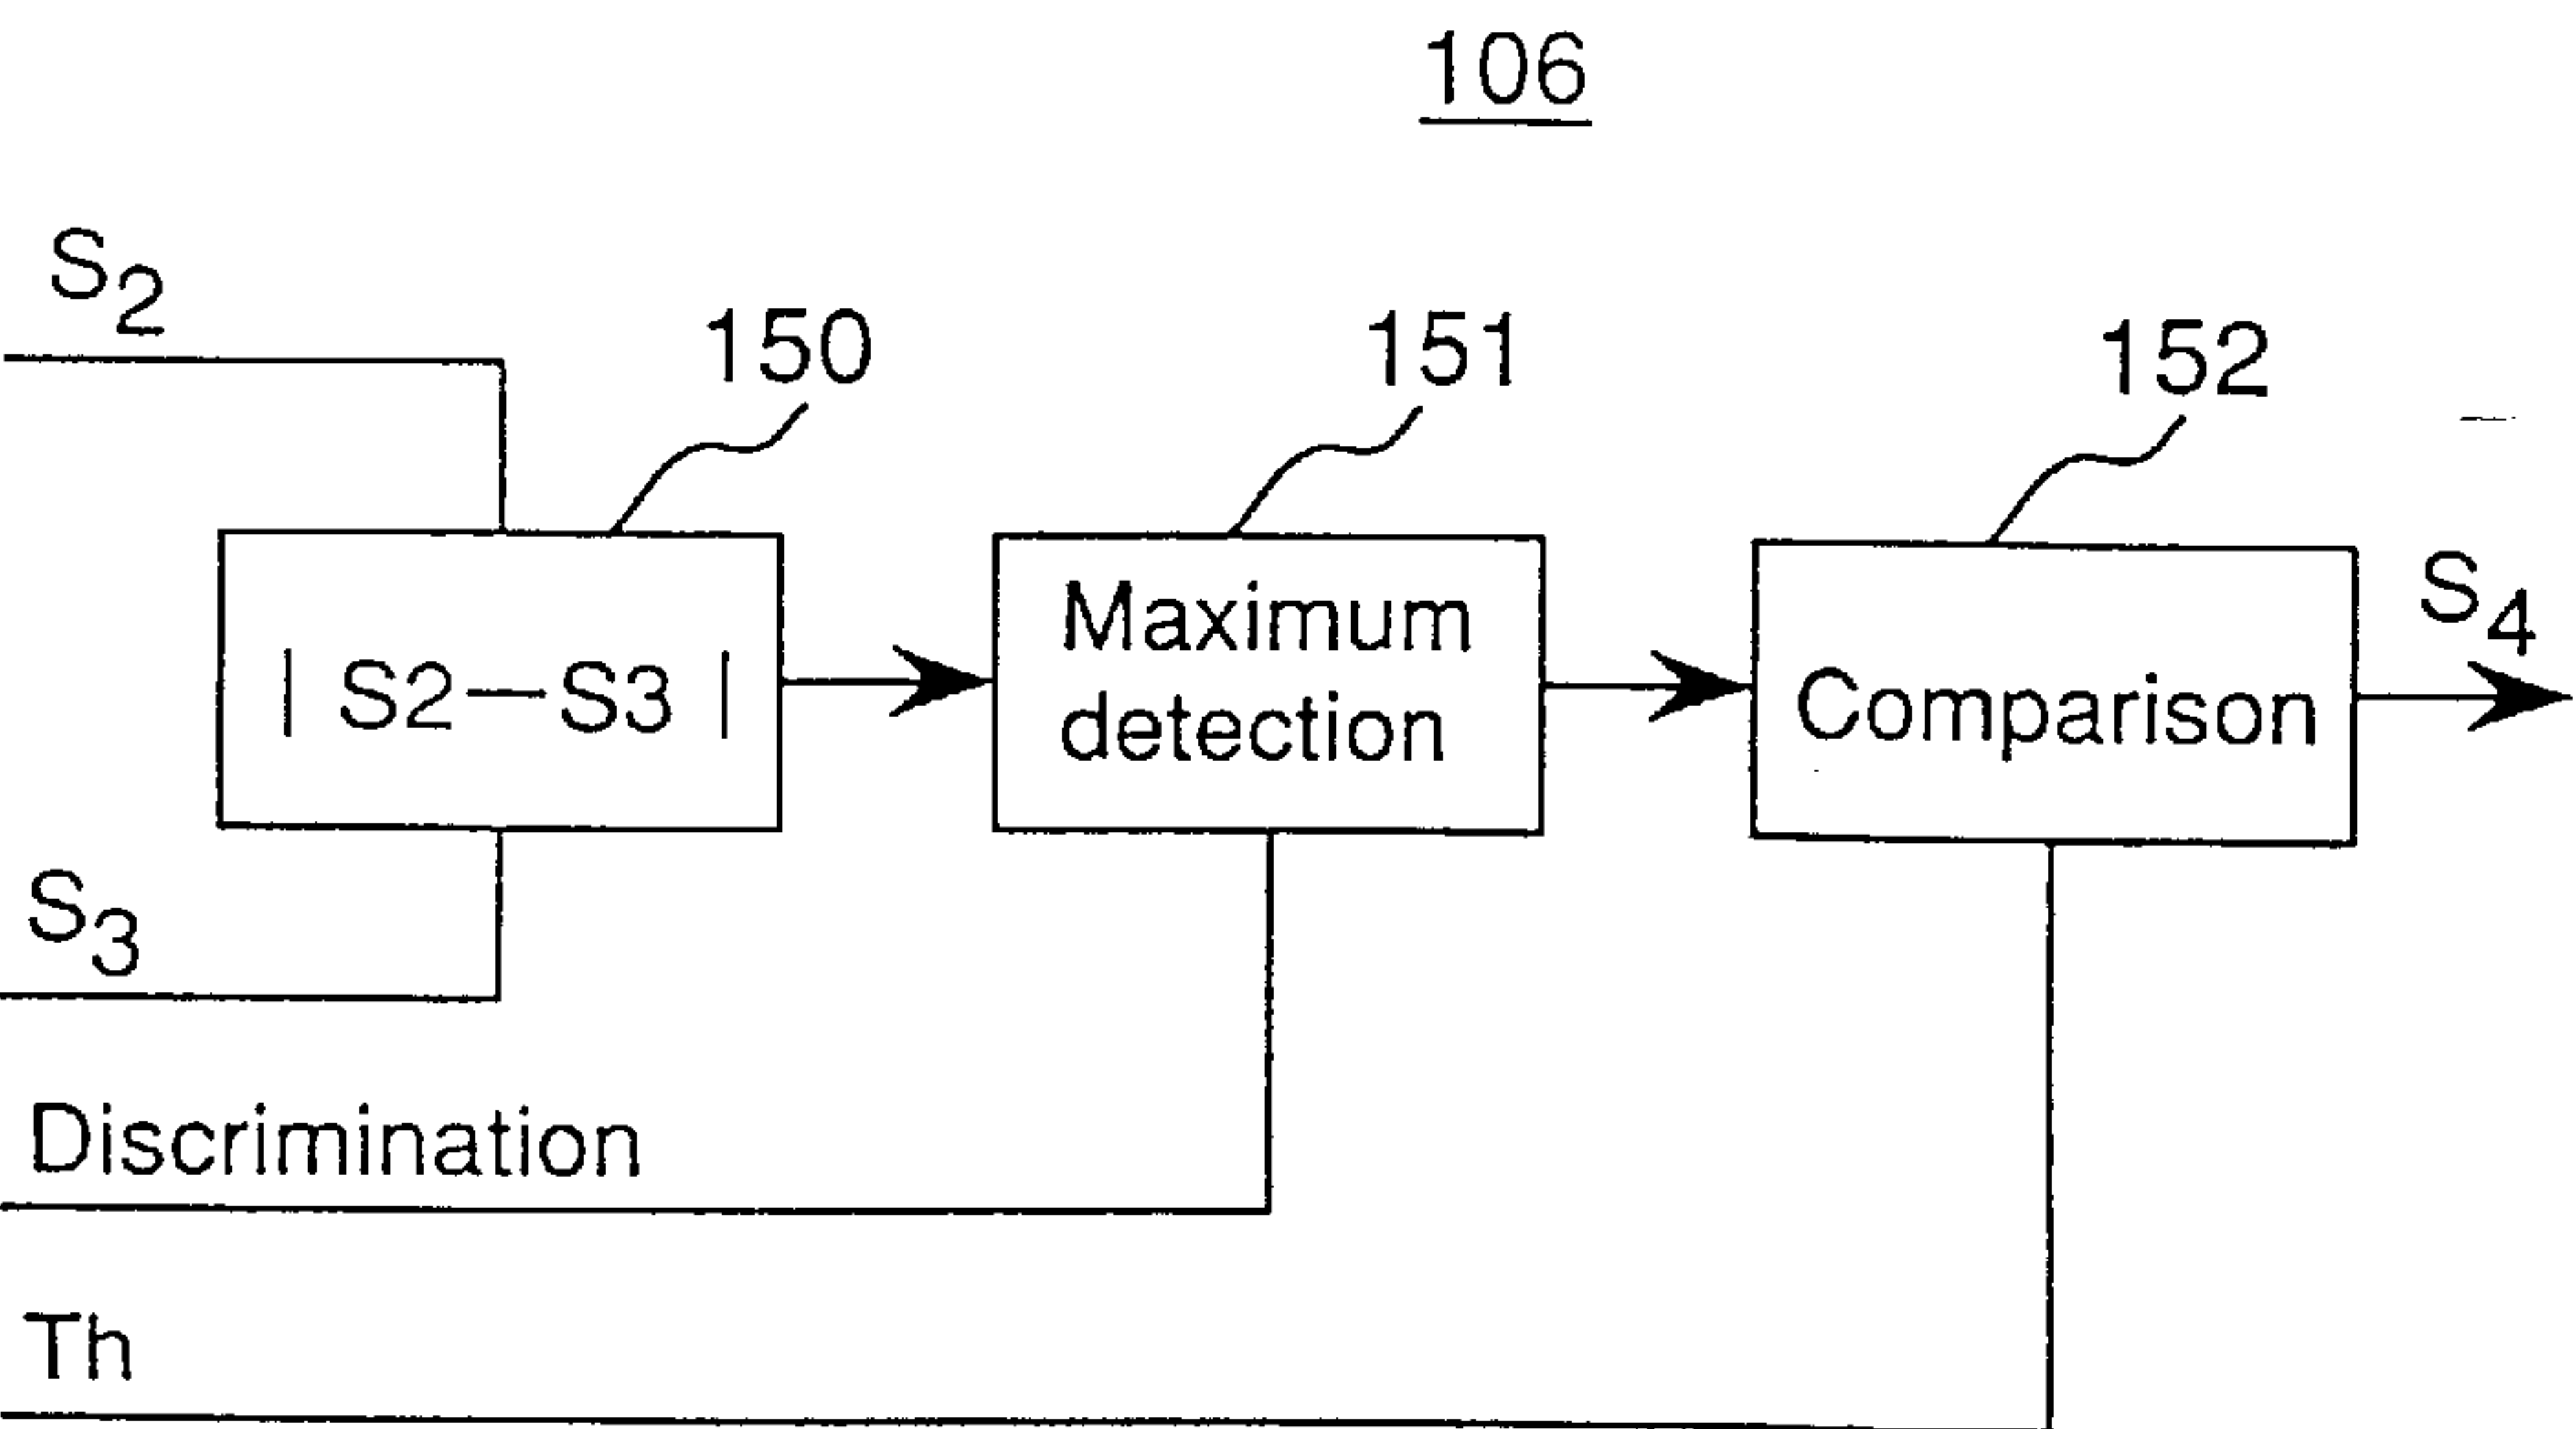 106
S2
150
151
152
| S2—S3 |
Maximum
detection
Comparison
S4
S3
Discrimination
Th